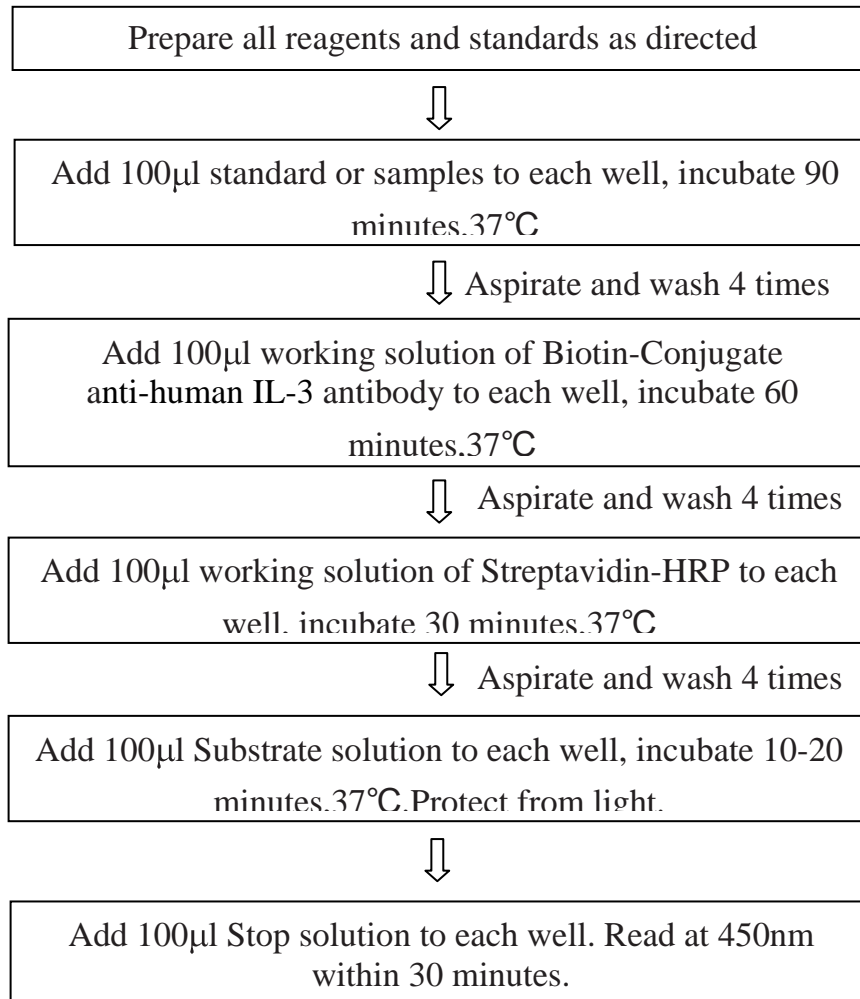 Prepare all reagents and standards as directed
Add 100μl standard or samples to each well, incubate 90
minutes,37℃
Aspirate and wash 4 times
Add 100μl working solution of Biotin-Conjugate
anti-human IL-3 antibody to each well, incubate 60
minutes,37℃
Aspirate and wash 4 times
Add 100μl working solution of Streptavidin-HRP to each
well, incubate 30 minutes,37℃
Aspirate and wash 4 times
Add 100μl Substrate solution to each well, incubate 10-20
minutes,37℃.Protect from light.
Add 100μl Stop solution to each well. Read at 450nm
within 30 minutes.